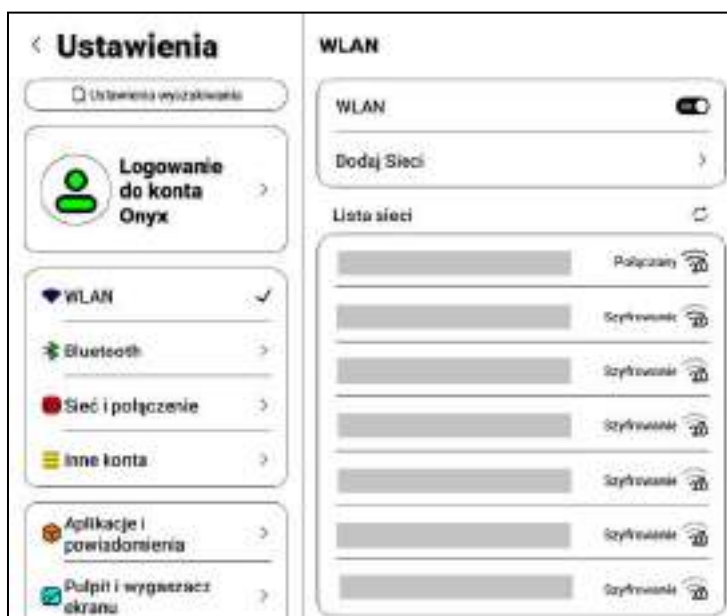 Ustawienia
Ustawienia wyszukiwania
Logowanie
do konta
Onyx
WLAN
Bluetooth
Sieć i połączenie
Inne konta
Aplikacje i
powiadomienia
Pulpit i wygaszacz
ekranu
WLAN
WLAN
Dodaj Sieci
Lista sieci
Połączany
Szyfrowanie
Szyfrowanie
Szyfrowanie
Szyfrowanie
Szyfrowanie
Szyfrowanie